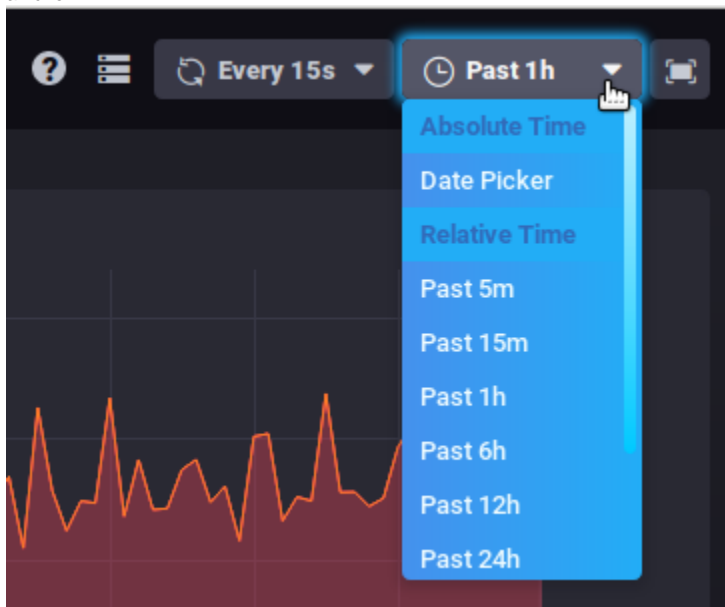 ? Every 15s Past 1h
Absolute Time
Date Picker
Relative Time
Past 5m
Past 15m
Past 1h
Past 6h
Past 12h
Past 24h